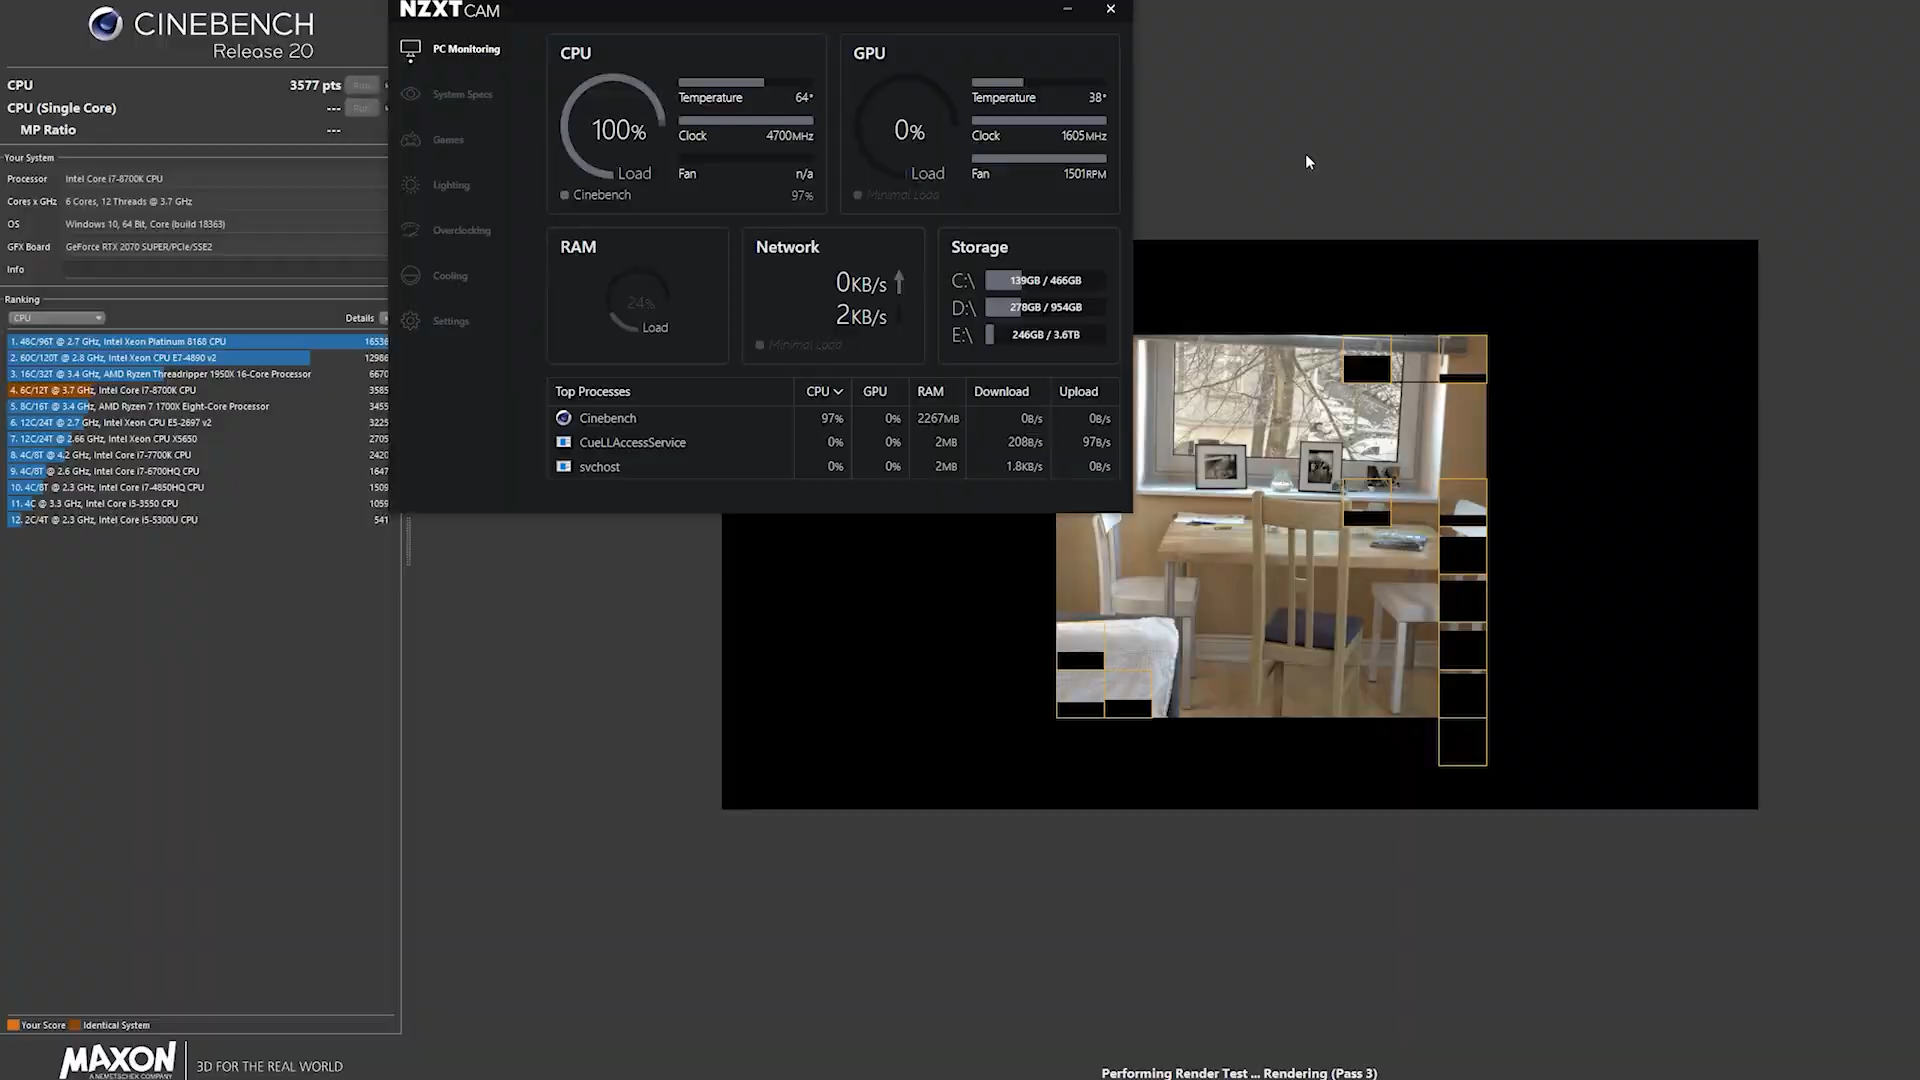 CINEBENCH
Release 20
CPU 3577 pts Run
CPU (Single Core) --- Run
MP Ratio ---
Your System
Processor Intel Core i7-8700K CPU
Cores x GHz 6 Cores, 12 Threads @ 3.7 GHz
OS Windows 10, 64 Bit, Core (build 18363)
GFX Board GeForce RTX 2070 SUPER/PCIe/SSE2
Info
Ranking
CPU Details
1. 48C/96T @ 2.7 GHz, Intel Xeon Platinum 8168 CPU 16536
2. 60C/120T @ 2.8 GHz, Intel Xeon CPU E7-4890 v2 12986
3. 16C/32T @ 3.4 GHz, AMD Ryzen Threadripper 1950X 16-Core Processor 6670
4. 6C/12T @ 3.7 GHz, Intel Core i7-8700K CPU 3585
5. 8C/16T @ 3.4 GHz, AMD Ryzen 7 1700X Eight-Core Processor 3455
6. 12C/24T @ 2.7 GHz, Intel Xeon CPU E5-2697 v2 3225
7. 12C/24T @ 2.66 GHz, Intel Xeon CPU X5650 2705
8. 4C/8T @ 4.2 GHz, Intel Core i7-7700K CPU 2420
9. 4C/8T @ 2.6 GHz, Intel Core i7-6700HQ CPU 1647
10. 4C/8T @ 2.3 GHz, Intel Core i7-4850HQ CPU 1509
11. 4C @ 3.3 GHz, Intel Core i5-3550 CPU 1059
12. 2C/4T @ 2.3 GHz, Intel Core i5-5300U CPU 541
Your Score Identical System
MAXON
A NEMETSCHEK COMPANY
3D FOR THE REAL WORLD
NZXT CAM
PC Monitoring
System Specs
Games
Lighting
Overclocking
Cooling
Settings
CPU
100%
Load
Temperature 64°
Clock 4700MHz
Fan n/a
Cinebench 97%
GPU
0%
Load
Temperature 38°
Clock 1605MHz
Fan 1501RPM
Minimal Load
RAM
24%
Load
Network
0KB/s
2KB/s
Minimal Load
Storage
C:\ 139GB / 466GB
D:\ 278GB / 954GB
E:\ 246GB / 3.6TB
Top Processes CPU GPU RAM Download Upload
Cinebench 97% 0% 2267MB 0B/s 0B/s
CueLLAccessService 0% 0% 2MB 208B/s 97B/s
svchost 0% 0% 2MB 1.8KB/s 0B/s
Performing Render Test ... Rendering (Pass 3)